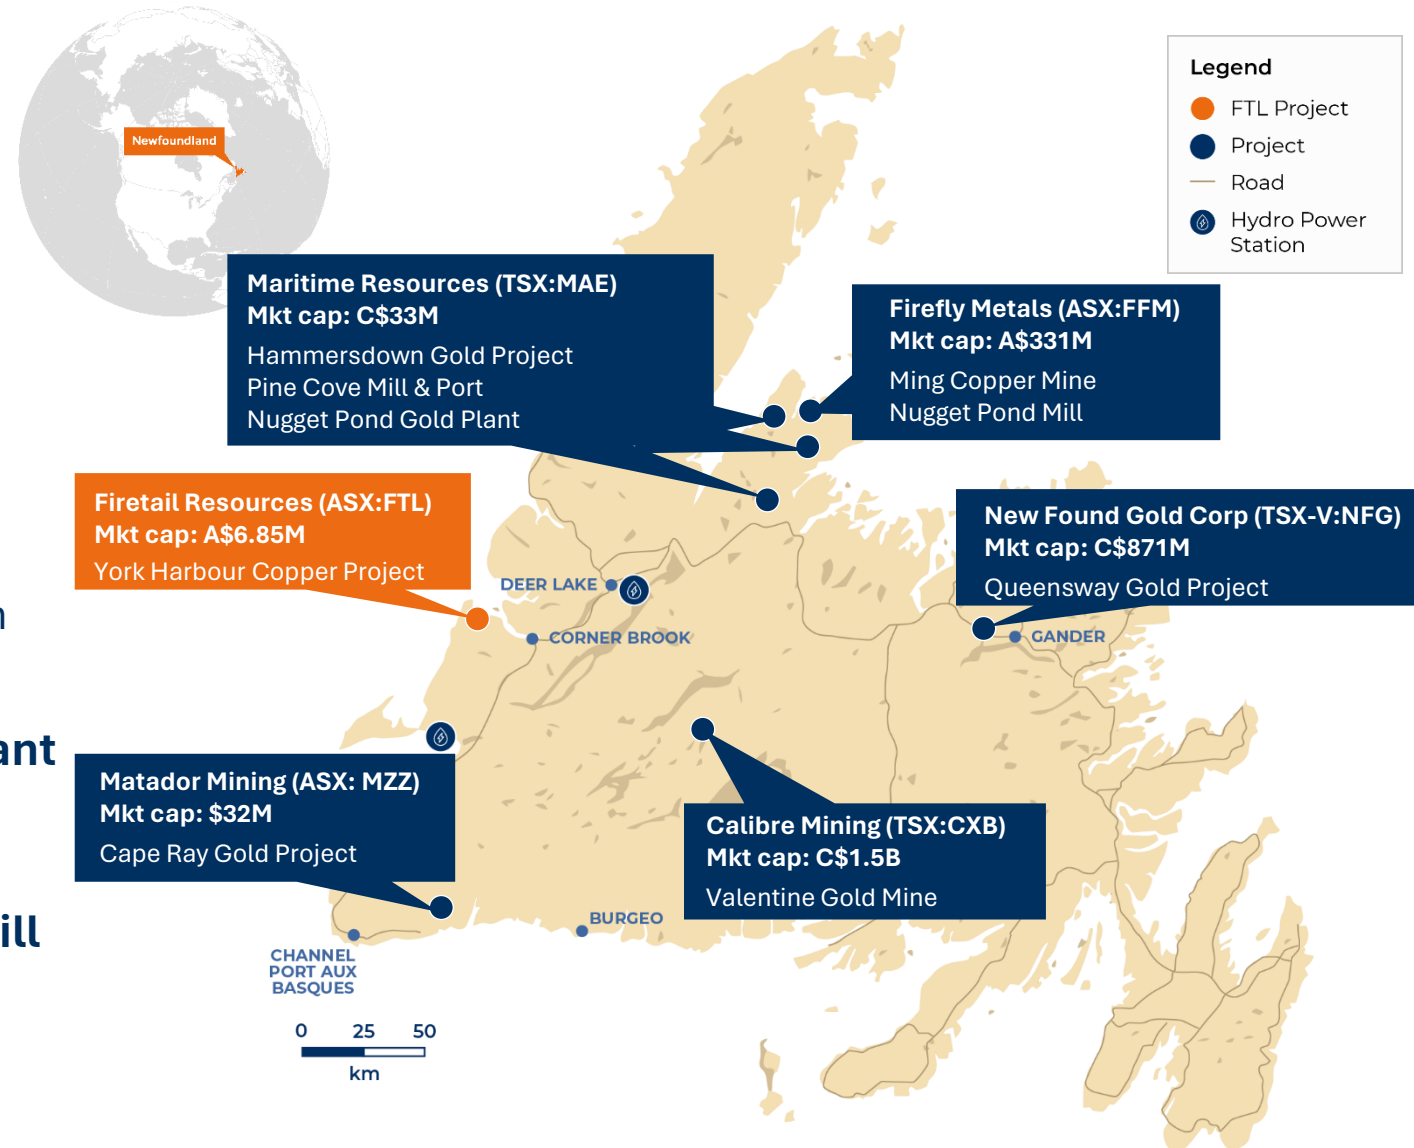 Newfoundland
Legend
FTL Project
Project
Road
Hydro Power
Station
Maritime Resources (TSX:MAE)
Mkt cap: C$33M
Hammersdown Gold Project
Pine Cove Mill & Port
Nugget Pond Gold Plant
Firefly Metals (ASX:FFM)
Mkt cap: A$331M
Ming Copper Mine
Nugget Pond Mill
Firetail Resources (ASX:FTL)
Mkt cap: A$6.85M
York Harbour Copper Project
New Found Gold Corp (TSX-V:NFG)
Mkt cap: C$871M
Queensway Gold Project
DEER LAKE
CORNER BROOK
GANDER
ant
Matador Mining (ASX: MZZ)
Mkt cap: $32M
Cape Ray Gold Project
Calibre Mining (TSX:CXB)
Mkt cap: C$1.5B
Valentine Gold Mine
ill
BURGEO
CHANNEL
PORT AUX
BASQUES
0 25 50
km